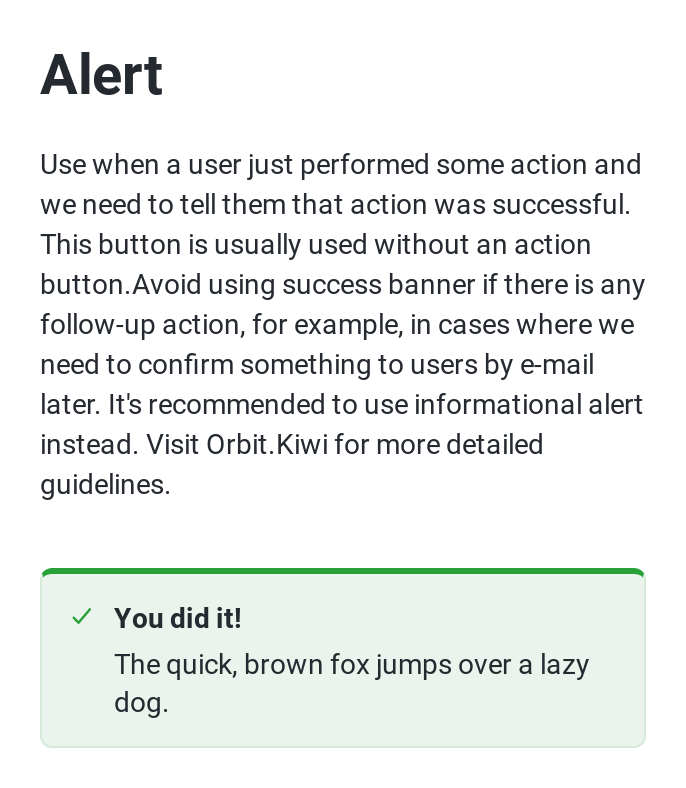 Alert
Use when a user just performed some action and
we need to tell them that action was successful.
This button is usually used without an action
button.Avoid using success banner if there is any
follow-up action, for example, in cases where we
need to confirm something to users by e-mail
later. It's recommended to use informational alert
instead. Visit Orbit.Kiwi for more detailed
guidelines.
You did it!
The quick, brown fox jumps over a lazy
dog.